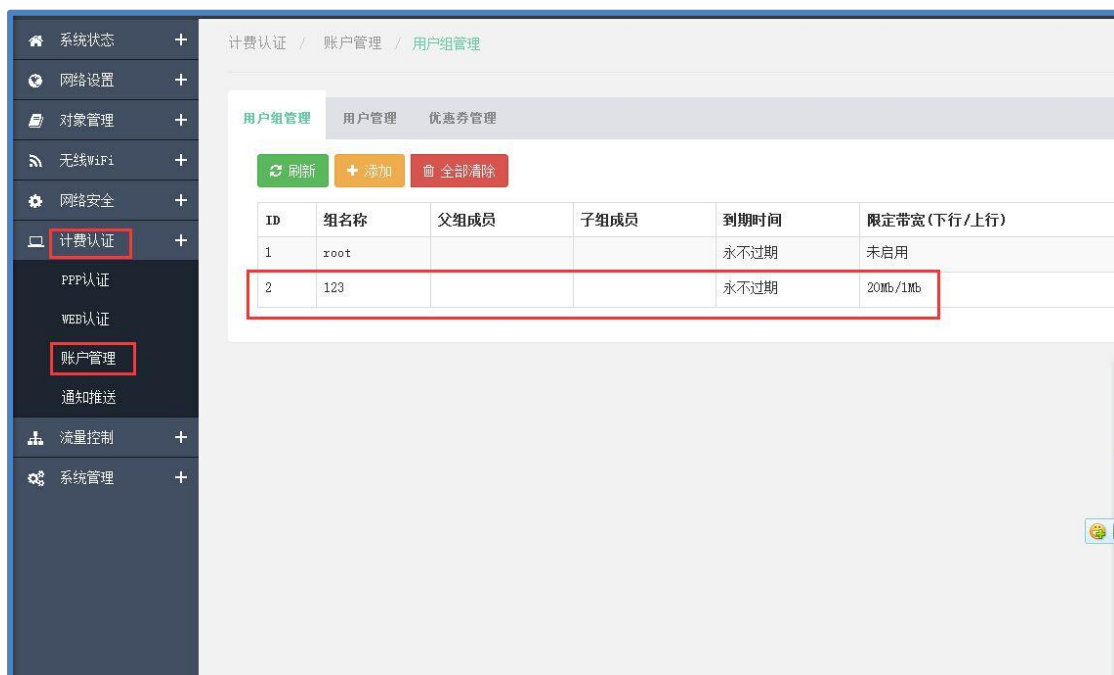 系统状态 +
网络设置 +
对象管理 +
无线WiFi +
网络安全 +
计费认证 +
PPP认证
WEB认证
账户管理
通知推送
流量控制 +
系统管理 +
计费认证 / 账户管理 / 用户组管理
用户组管理 用户管理 优惠券管理
刷新 + 添加 全部清除
ID 组名称 父组成员 子组成员 到期时间 限定带宽(下行/上行)
1 root 永不过期 未启用
2 123 永不过期 20Mb/1Mb